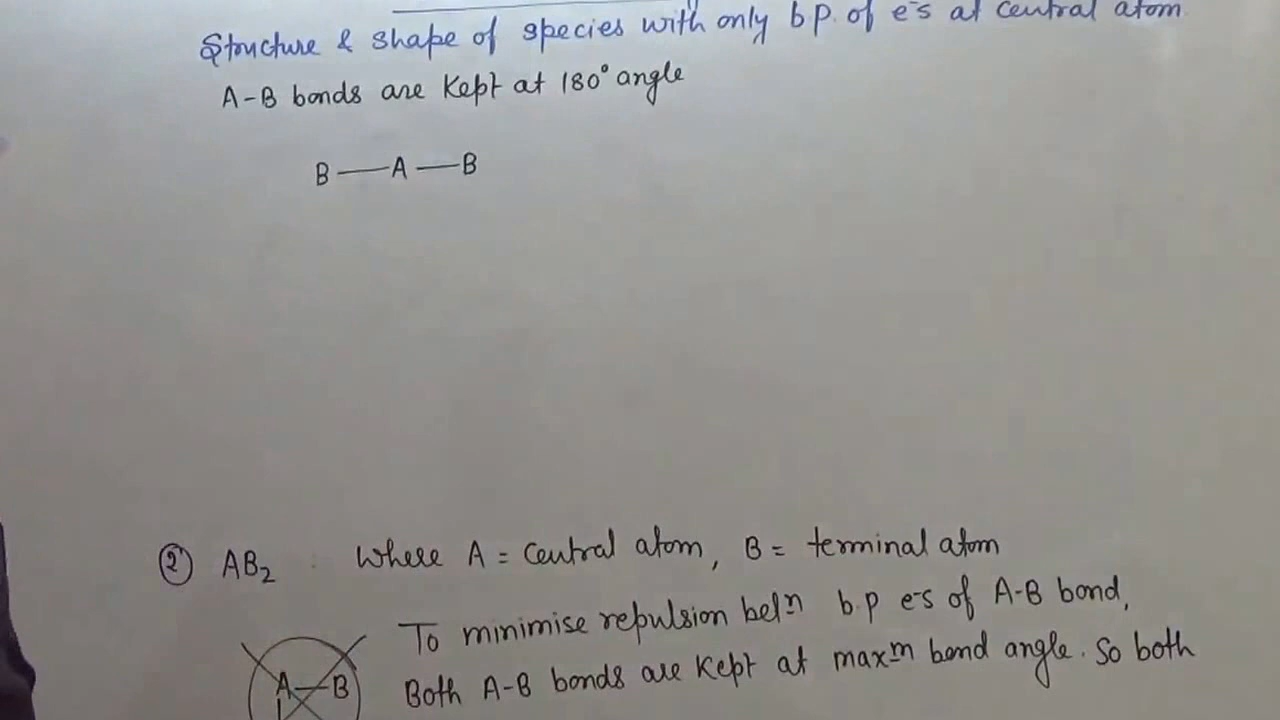 Structure & shape of species with only b p. of e-s at central atom
A-B bonds are kept at 180° angle
B — A — B
② AB₂ : Where A = central atom, B = terminal atom
To minimise repulsion betn b.p e-s of A-B bond,
A—B
Both A-B bonds are kept at maxm bond angle. So both